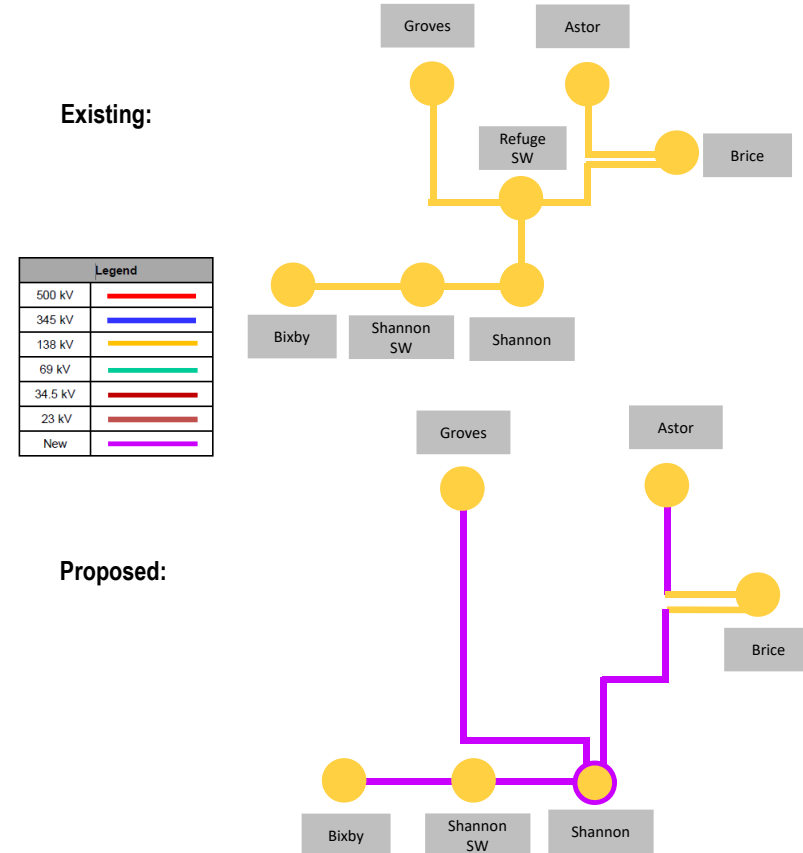 Groves
Astor
Existing:
Refuge
SW
Brice
Legend
500 kV
345 kV
138 kV
69 kV
34.5 kV
23 kV
New
Bixby
Shannon
SW
Shannon
Groves
Astor
Proposed:
Brice
Bixby
Shannon
SW
Shannon